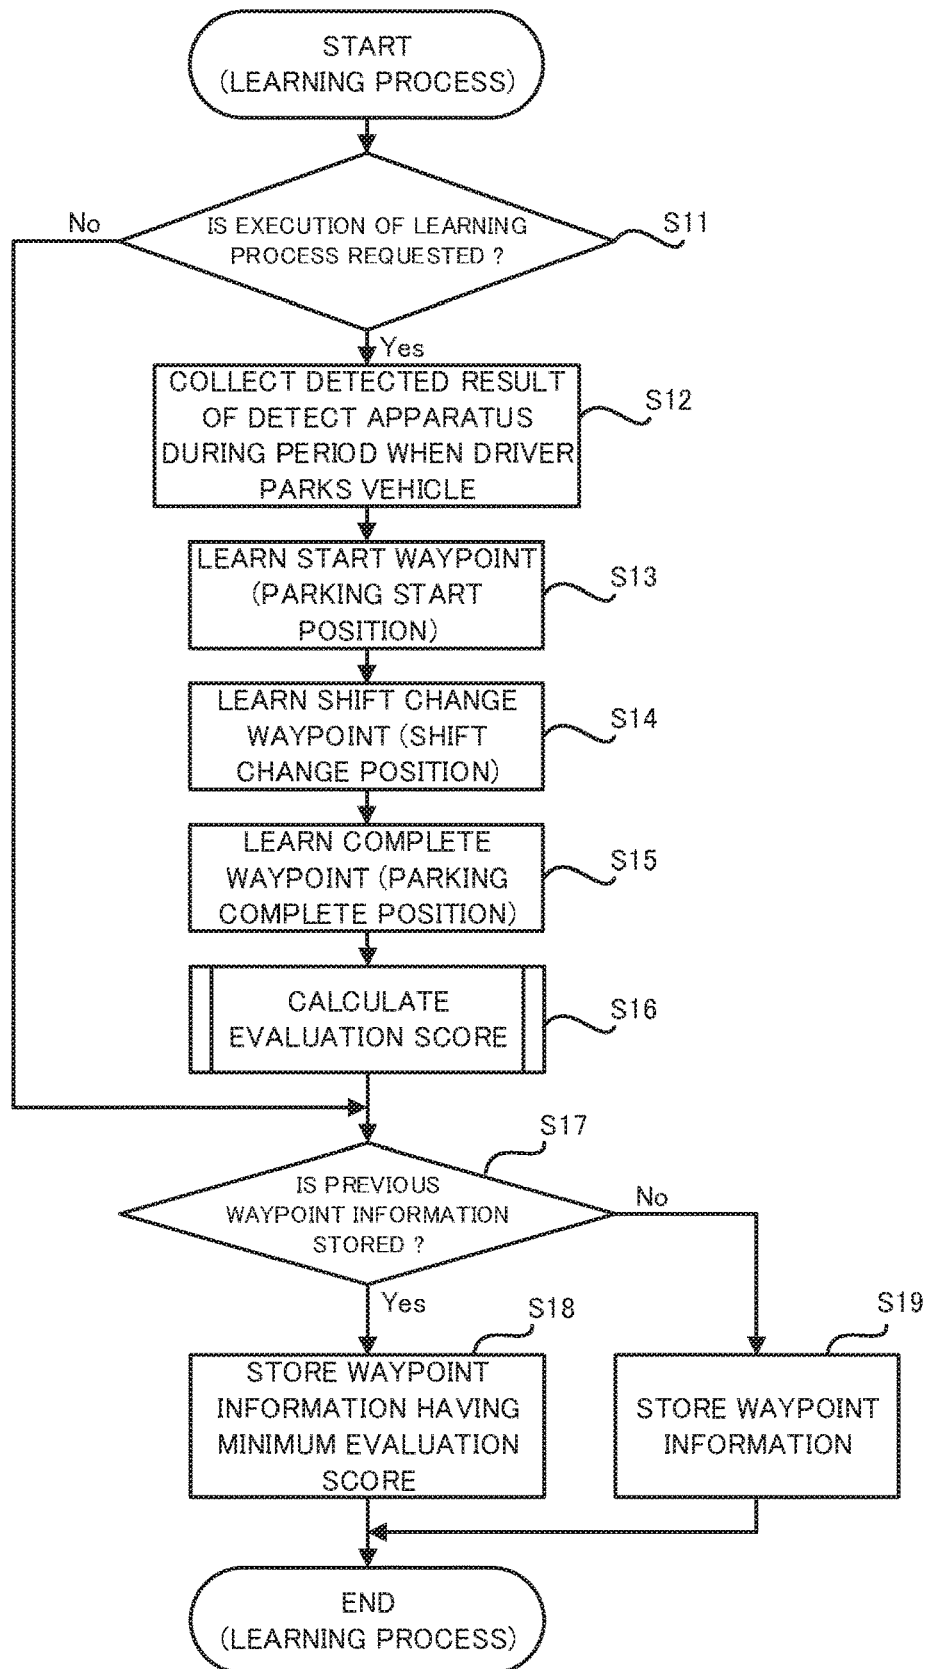 START
(LEARNING PROCESS)
No
IS EXECUTION OF LEARNING
PROCESS REQUESTED ?
S11
Yes
COLLECT DETECTED RESULT
OF DETECT APPARATUS
DURING PERIOD WHEN DRIVER
PARKS VEHICLE
S12
LEARN START WAYPOINT
(PARKING START
POSITION)
S13
LEARN SHIFT CHANGE
WAYPOINT (SHIFT
CHANGE POSITION)
S14
LEARN COMPLETE
WAYPOINT (PARKING
COMPLETE POSITION)
S15
CALCULATE
EVALUATION SCORE
S16
S17
IS PREVIOUS
WAYPOINT INFORMATION
STORED ?
No
Yes
S18
S19
STORE WAYPOINT
INFORMATION HAVING
MINIMUM EVALUATION
SCORE
STORE WAYPOINT
INFORMATION
END
(LEARNING PROCESS)